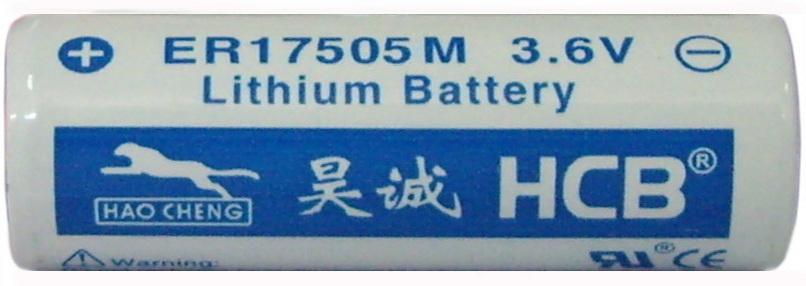 + ER17505M 3.6V −
Lithium Battery
HAO CHENG 昊诚 HCB®
Warning:
CE